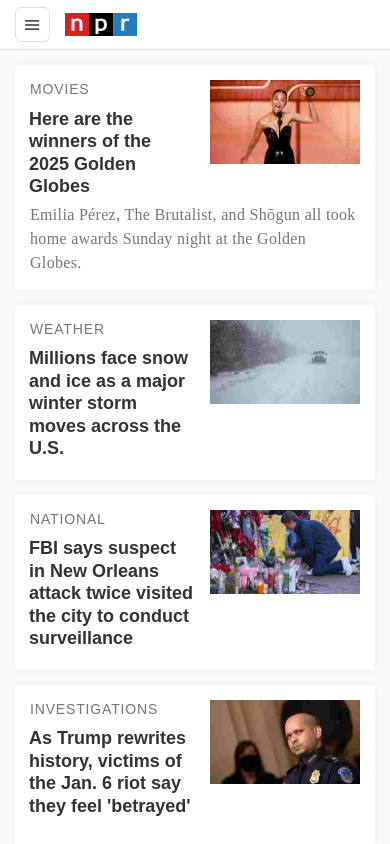 npr
MOVIES
Here are the
winners of the
2025 Golden
Globes
Emilia Pérez, The Brutalist, and Shōgun all took
home awards Sunday night at the Golden
Globes.
WEATHER
Millions face snow
and ice as a major
winter storm
moves across the
U.S.
NATIONAL
FBI says suspect
in New Orleans
attack twice visited
the city to conduct
surveillance
INVESTIGATIONS
As Trump rewrites
history, victims of
the Jan. 6 riot say
they feel 'betrayed'